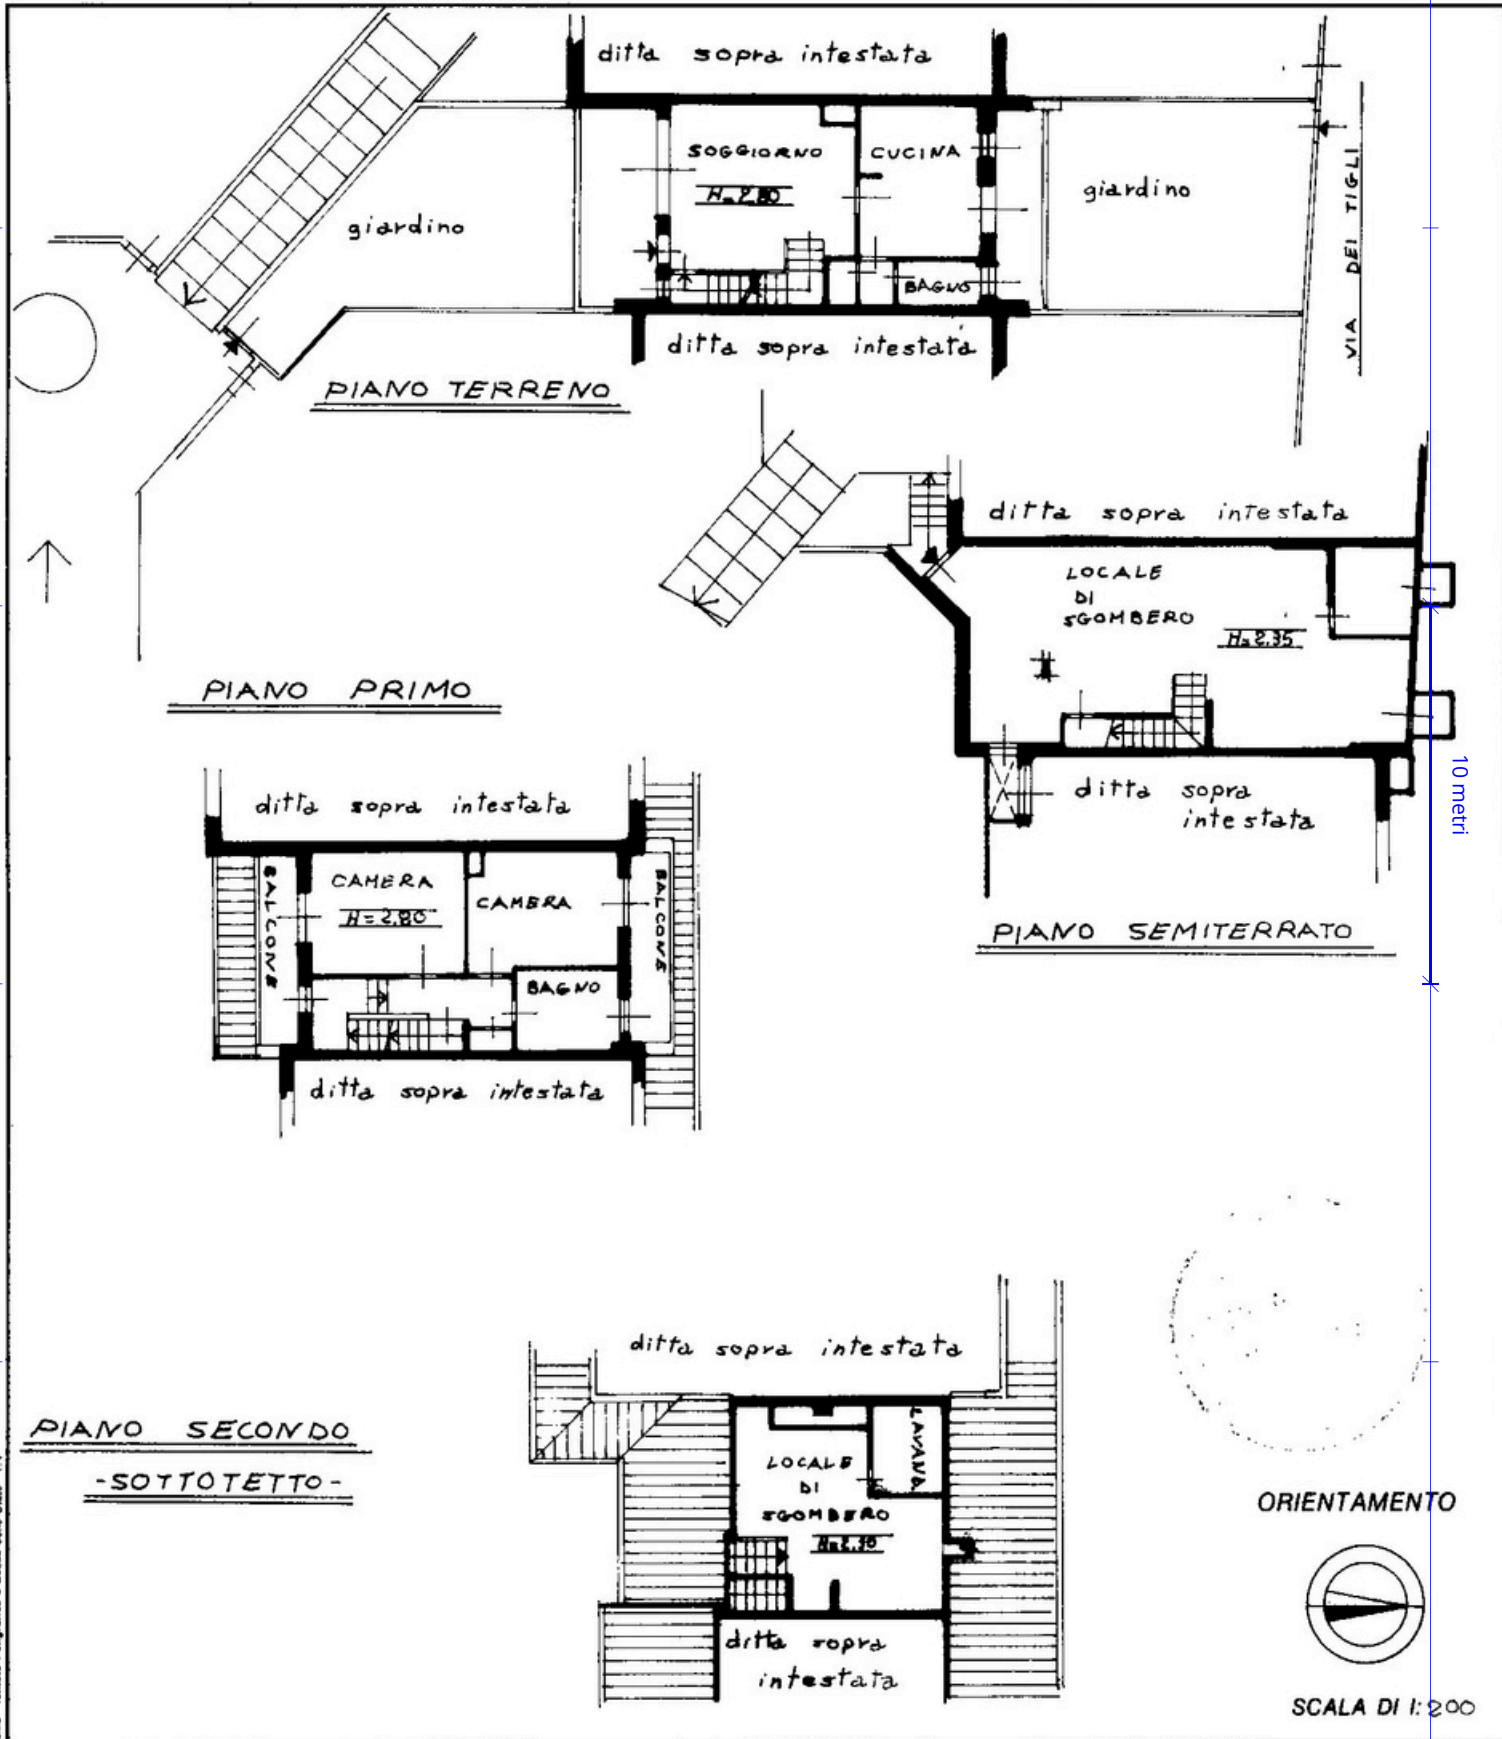 ditta sopra intestata
SOGGIORNO
H=2.80
CUCINA
BAGNO
giardino
giardino
VIA DEI TIGLI
ditta sopra intestata
PIANO TERRENO
ditta sopra intestata
LOCALE
DI
SGOMBERO
H=2.35
ditta sopra
intestata
PIANO SEMITERRATO
10 metri
PIANO PRIMO
ditta sopra intestata
BALCONE
CAMERA
H=2.80
CAMERA
BALCONE
BAGNO
ditta sopra intestata
ditta sopra intestata
PIANO SECONDO
-SOTTOTETTO-
LOCALE
DI
SGOMBERO
LAVAND.
ditta sopra
intestata
ORIENTAMENTO
SCALA DI 1:200